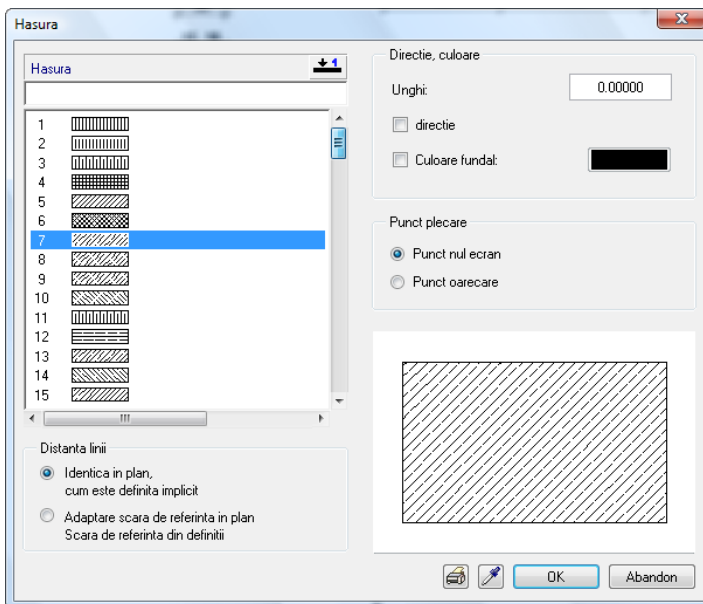 Hasura
Hasura
1
1
2
3
4
5
6
7
8
9
10
11
12
13
14
15
Distanta linii
Identica in plan,
cum este definita implicit
Adaptare scara de referinta in plan
Scara de referinta din definitii
Directie, culoare
Unghi: 0.00000
directie
Culoare fundal:
Punct plecare
Punct nul ecran
Punct oarecare
OK Abandon